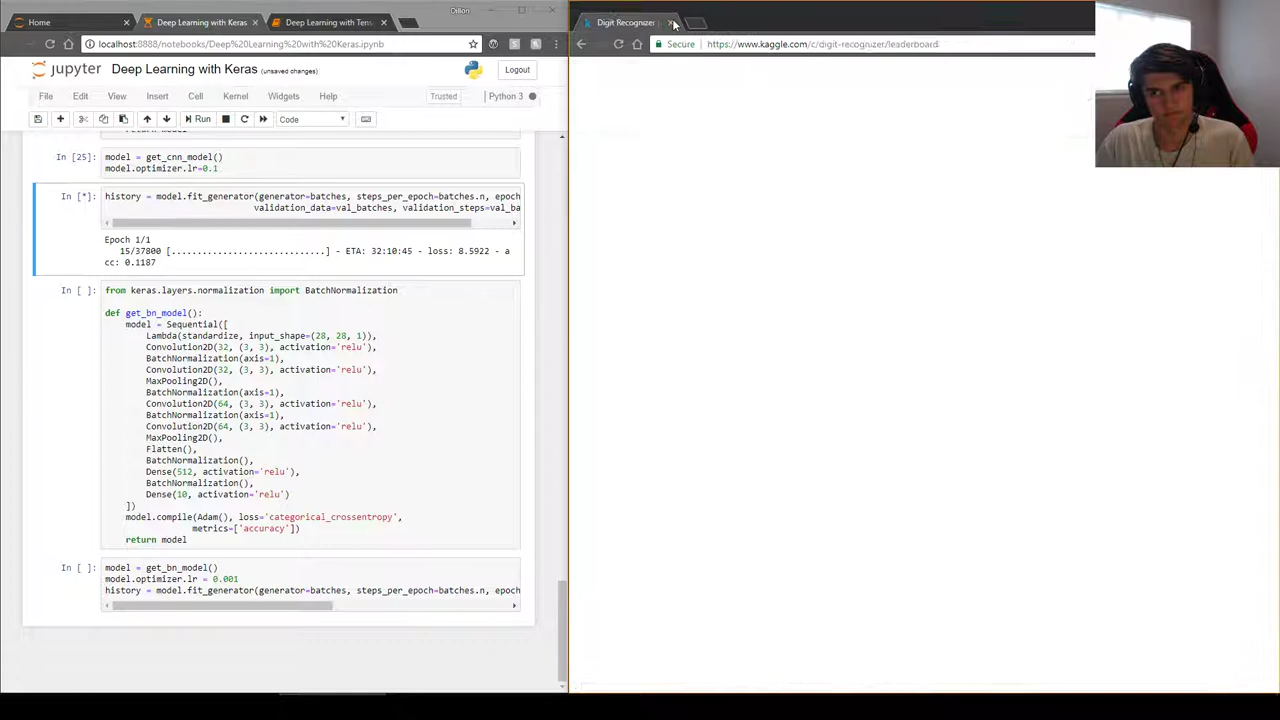 Dillon
Home
Deep Learning with Keras
Deep Learning with Tens
localhost:8888/notebooks/Deep%20Learning%20with%20Keras.ipynb
jupyter Deep Learning with Keras (unsaved changes)
Logout
File Edit View Insert Cell Kernel Widgets Help
Trusted
Python 3
Run
Code
return model
In [25]:
model = get_cnn_model()
model.optimizer.lr=0.1
In [*]:
history = model.fit_generator(generator=batches, steps_per_epoch=batches.n, epoch
validation_data=val_batches, validation_steps=val_ba
Epoch 1/1
15/37800 [..............................] - ETA: 32:10:45 - loss: 8.5922 - a
cc: 0.1187
In [ ]:
from keras.layers.normalization import BatchNormalization
def get_bn_model():
model = Sequential([
Lambda(standardize, input_shape=(28, 28, 1)),
Convolution2D(32, (3, 3), activation='relu'),
BatchNormalization(axis=1),
Convolution2D(32, (3, 3), activation='relu'),
MaxPooling2D(),
BatchNormalization(axis=1),
Convolution2D(64, (3, 3), activation='relu'),
BatchNormalization(axis=1),
Convolution2D(64, (3, 3), activation='relu'),
MaxPooling2D(),
Flatten(),
BatchNormalization(),
Dense(512, activation='relu'),
BatchNormalization(),
Dense(10, activation='relu')
])
model.compile(Adam(), loss='categorical_crossentropy',
metrics=['accuracy'])
return model
In [ ]:
model = get_bn_model()
model.optimizer.lr = 0.001
history = model.fit_generator(generator=batches, steps_per_epoch=batches.n, epoch
Digit Recognizer
Secure
https://www.kaggle.com/c/digit-recognizer/leaderboard